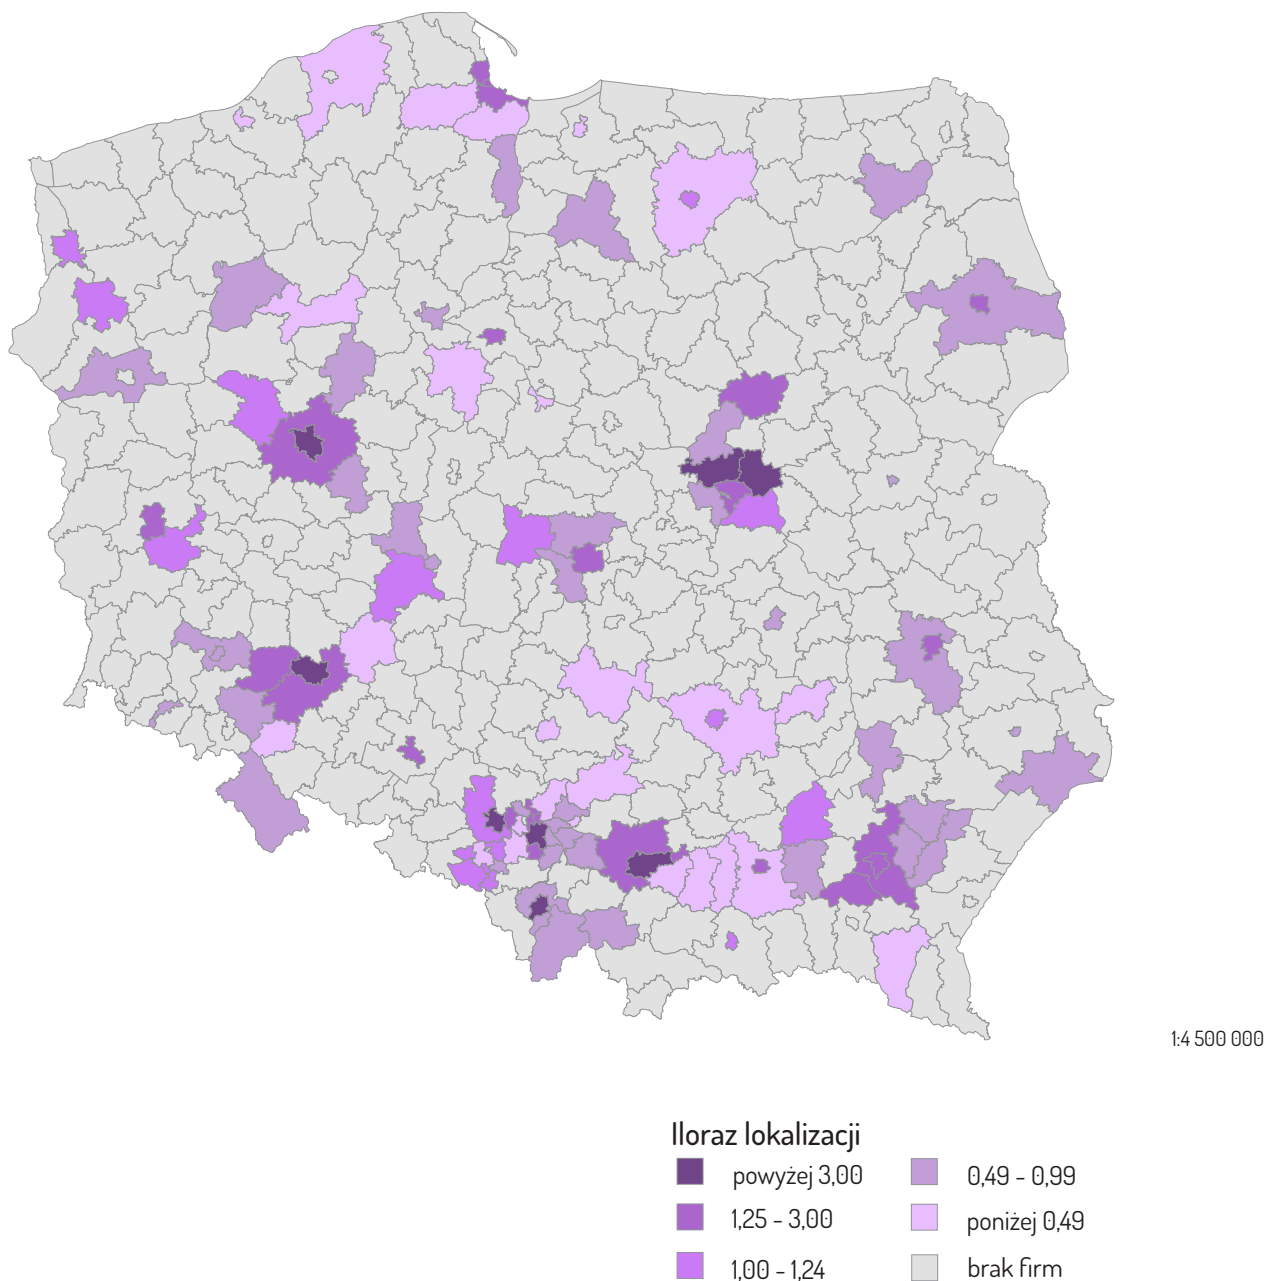 1:4 500 000
Iloraz lokalizacji
powyżej 3,00
1,25 - 3,00
1,00 - 1,24
0,49 - 0,99
poniżej 0,49
brak firm